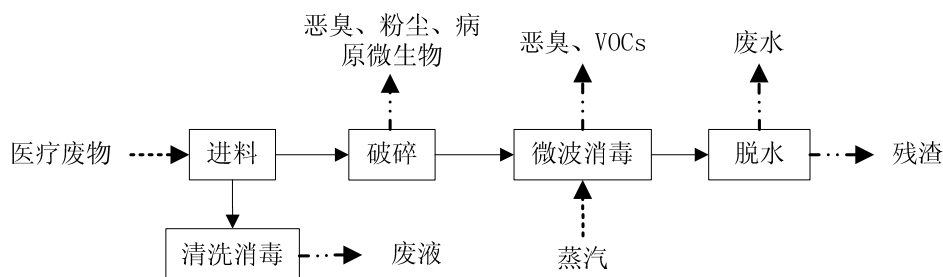 恶臭、粉尘、病
原微生物
恶臭、VOCs
废水
医疗废物
进料
破碎
微波消毒
脱水
残渣
清洗消毒
废液
蒸汽